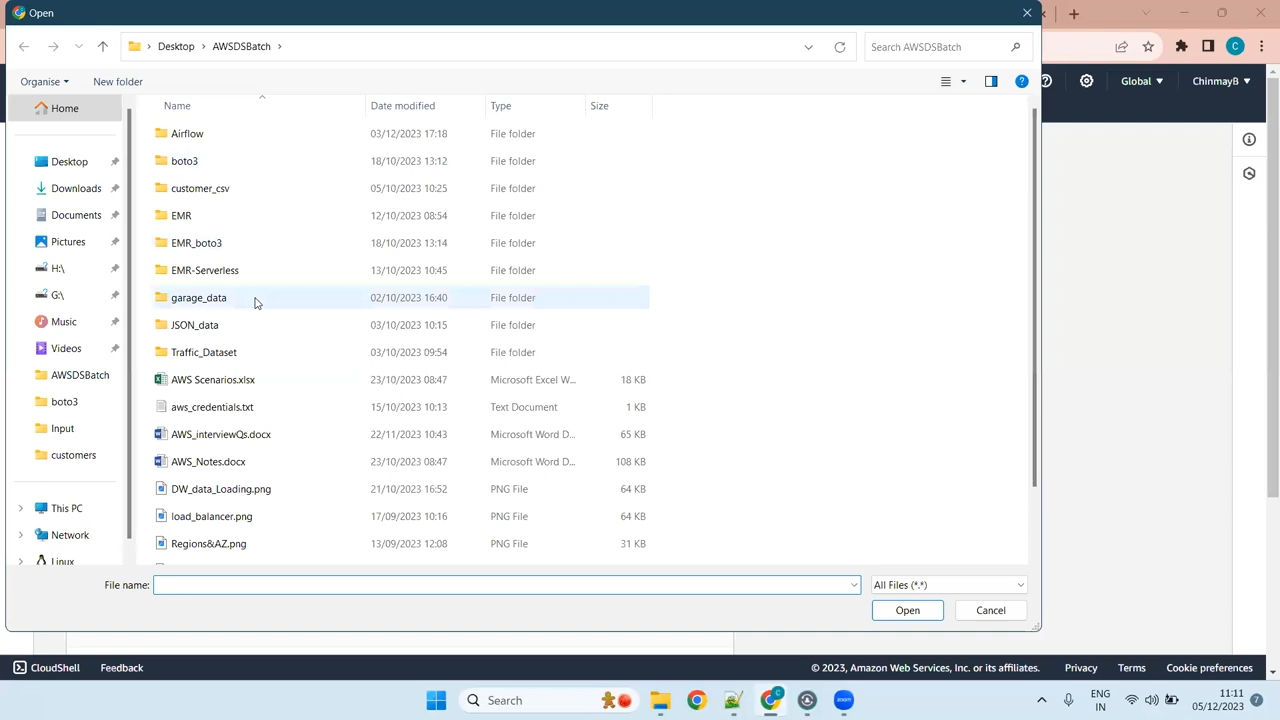 Open
Desktop
AWSDSBatch
Search AWSDSBatch
Organise
New folder
Name
Date modified
Type
Size
Home
Desktop
Downloads
Documents
Pictures
H:\
G:\
Music
Videos
AWSDSBatch
boto3
Input
customers
This PC
Network
Linux
Airflow 03/12/2023 17:18 File folder
boto3 18/10/2023 13:12 File folder
customer_csv 05/10/2023 10:25 File folder
EMR 12/10/2023 08:54 File folder
EMR_boto3 18/10/2023 13:14 File folder
EMR-Serverless 13/10/2023 10:45 File folder
garage_data 02/10/2023 16:40 File folder
JSON_data 03/10/2023 10:15 File folder
Traffic_Dataset 03/10/2023 09:54 File folder
AWS Scenarios.xlsx 23/10/2023 08:47 Microsoft Excel W... 18 KB
aws_credentials.txt 15/10/2023 10:13 Text Document 1 KB
AWS_interviewQs.docx 22/11/2023 10:43 Microsoft Word D... 65 KB
AWS_Notes.docx 23/10/2023 08:47 Microsoft Word D... 108 KB
DW_data_Loading.png 21/10/2023 16:52 PNG File 64 KB
load_balancer.png 17/09/2023 10:16 PNG File 64 KB
Regions&AZ.png 13/09/2023 12:08 PNG File 31 KB
File name:
All Files (*.*)
Open
Cancel
Global
ChinmayB
C
CloudShell
Feedback
© 2023, Amazon Web Services, Inc. or its affiliates.
Privacy
Terms
Cookie preferences
Search
C
zoom
ENG
IN
11:11
05/12/2023
7